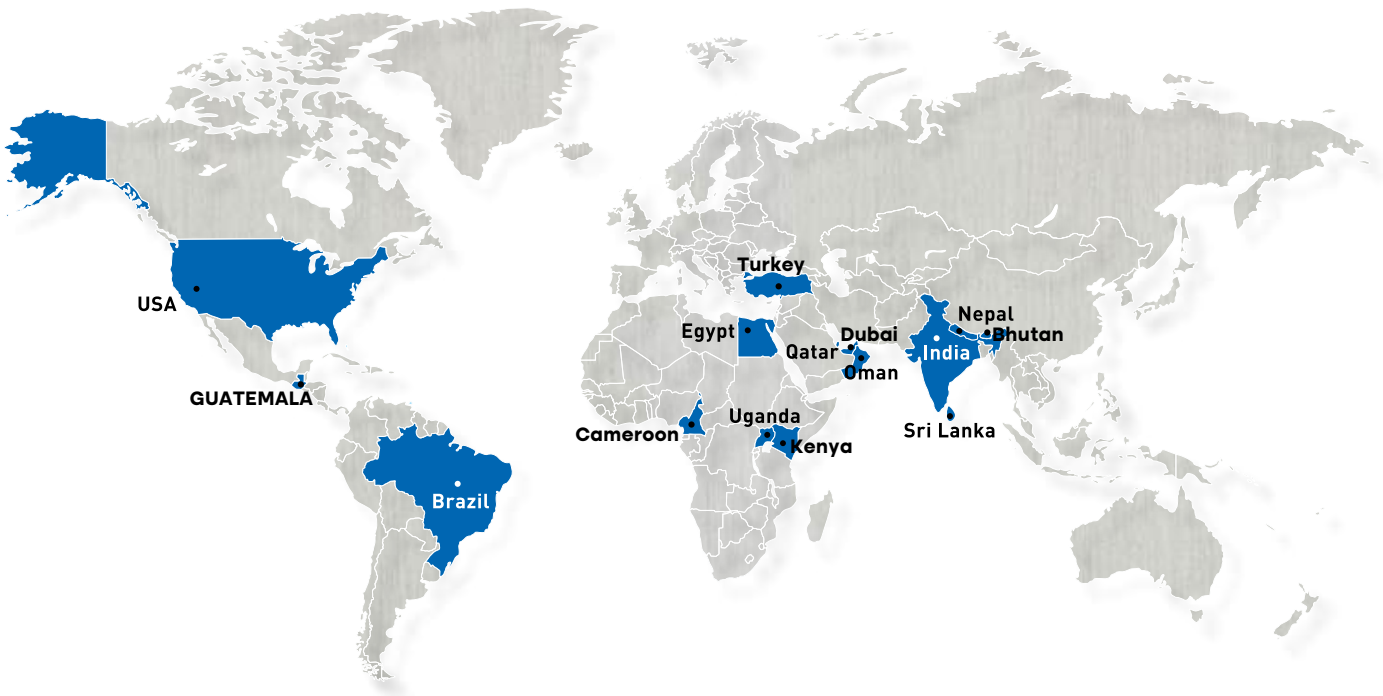 Turkey
USA
Nepal
Egypt
Dubai
Bhutan
Qatar
India
Oman
GUATEMALA
Uganda
Cameroon
Sri Lanka
Kenya
Brazil